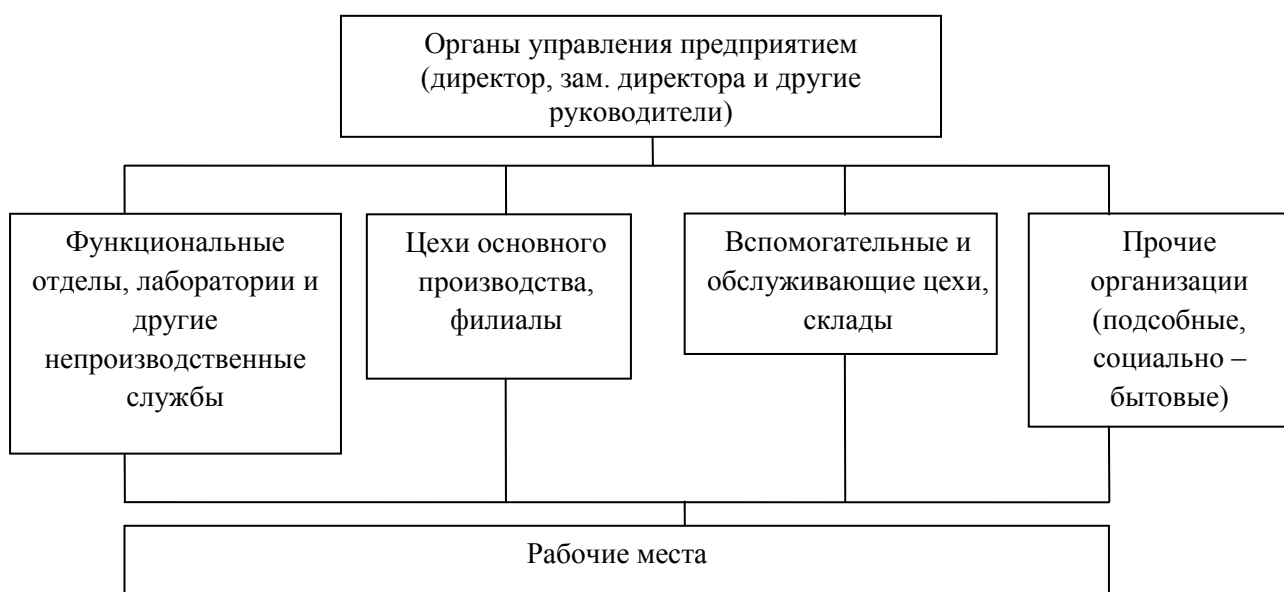 Органы управления предприятием
(директор, зам. директора и другие
руководители)
Функциональные
отделы, лаборатории и
другие
непроизводственные
службы
Цехи основного
производства,
филиалы
Вспомогательные и
обслуживающие цехи,
склады
Прочие
организации
(подсобные,
социально –
бытовые)
Рабочие места